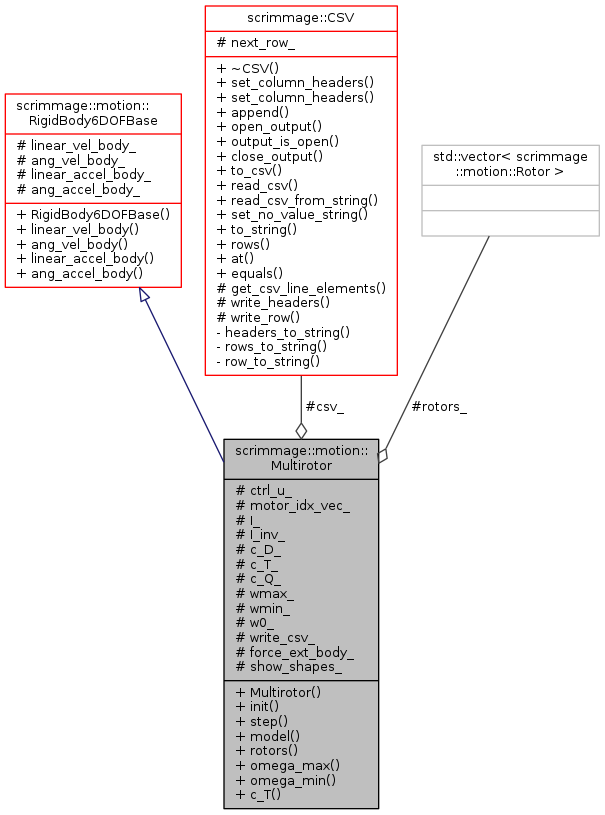 scrimmage::CSV
# next_row_
+ ~CSV()
+ set_column_headers()
+ set_column_headers()
+ append()
+ open_output()
+ output_is_open()
+ close_output()
+ to_csv()
+ read_csv()
+ read_csv_from_string()
+ set_no_value_string()
+ to_string()
+ rows()
+ at()
+ equals()
# get_csv_line_elements()
# write_headers()
# write_row()
- headers_to_string()
- rows_to_string()
- row_to_string()
scrimmage::motion::
RigidBody6DOFBase
# linear_vel_body_
# ang_vel_body_
# linear_accel_body_
# ang_accel_body_
+ RigidBody6DOFBase()
+ linear_vel_body()
+ ang_vel_body()
+ linear_accel_body()
+ ang_accel_body()
std::vector< scrimmage
::motion::Rotor >
#csv_
#rotors_
scrimmage::motion::
Multirotor
# ctrl_u_
# motor_idx_vec_
# I_
# I_inv_
# c_D_
# c_T_
# c_Q_
# wmax_
# wmin_
# w0_
# write_csv_
# force_ext_body_
# show_shapes_
+ Multirotor()
+ init()
+ step()
+ model()
+ rotors()
+ omega_max()
+ omega_min()
+ c_T()